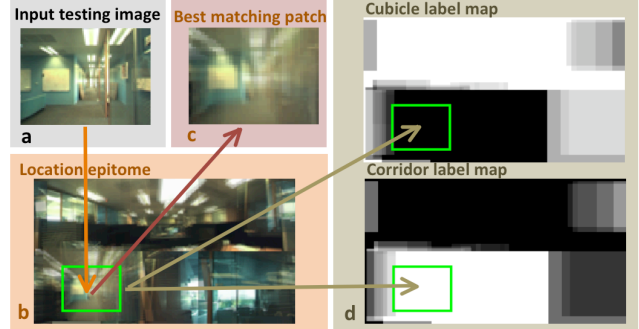 Input testing image
Best matching patch
Cubicle label map
a
c
Location epitome
Corridor label map
b
d